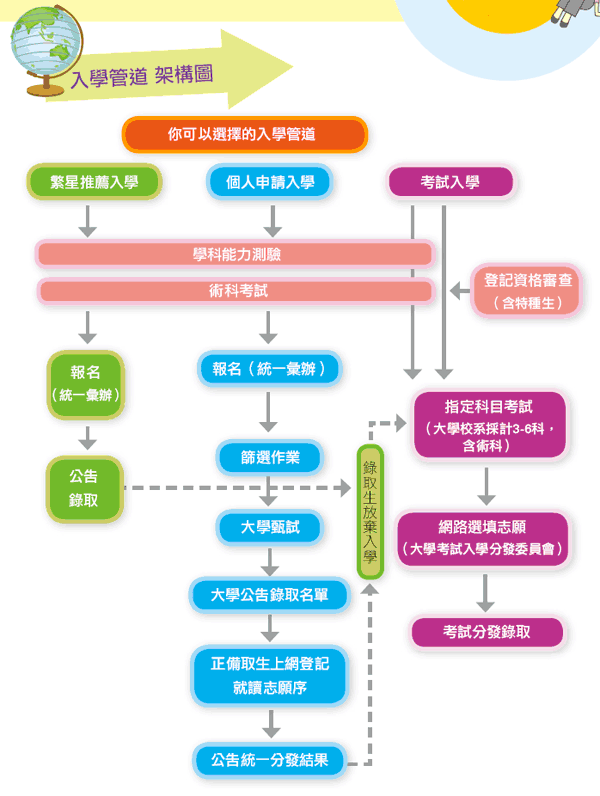 入學管道 架構圖
你可以選擇的入學管道
繁星推薦入學
個人申請入學
考試入學
學科能力測驗
術科考試
登記資格審查
（含特種生）
報名
（統一彙辦）
公告
錄取
報名（統一彙辦）
篩選作業
大學甄試
大學公告錄取名單
正備取生上網登記
就讀志願序
公告統一分發結果
錄取生放棄入學
指定科目考試
（大學校系採計3-6科，
含術科）
網路選填志願
（大學考試入學分發委員會）
考試分發錄取